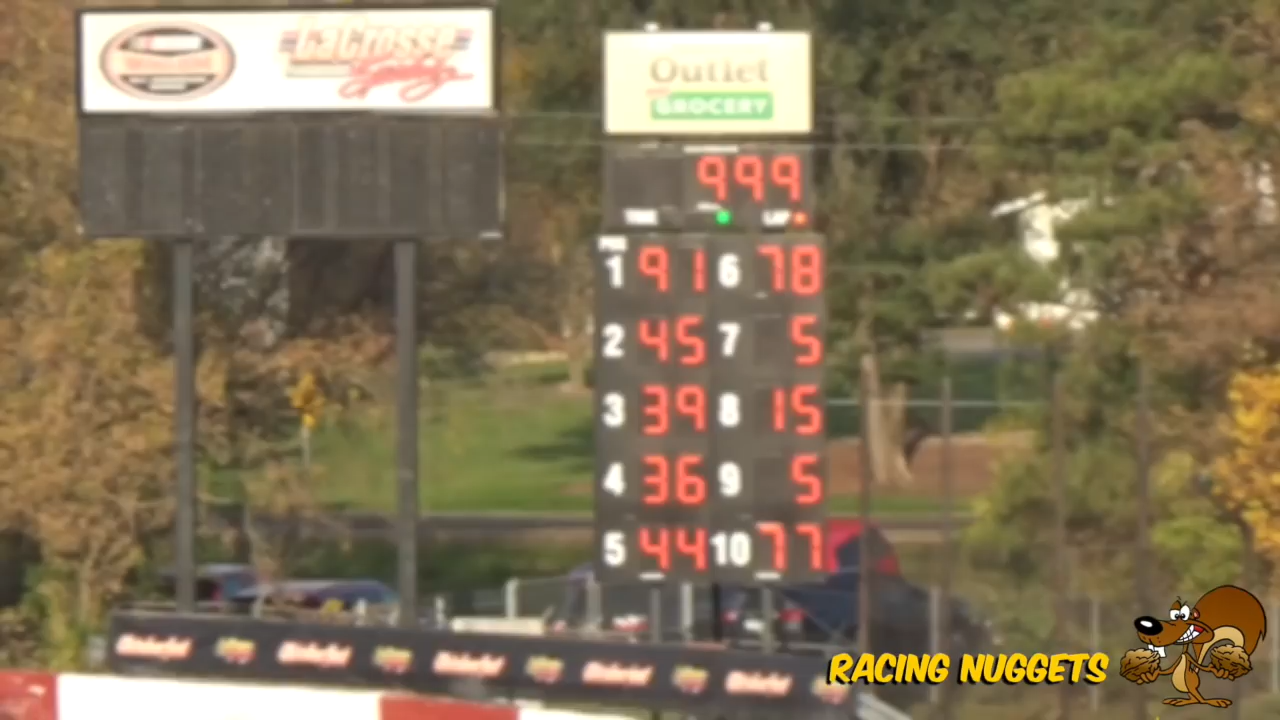 LaCrosse
Speedway
Outlet
GROCERY
999
TIME LAP
POS
1 91 6 78
2 45 7 5
3 39 8 15
4 36 9 5
5 44 10 77
RACING NUGGETS